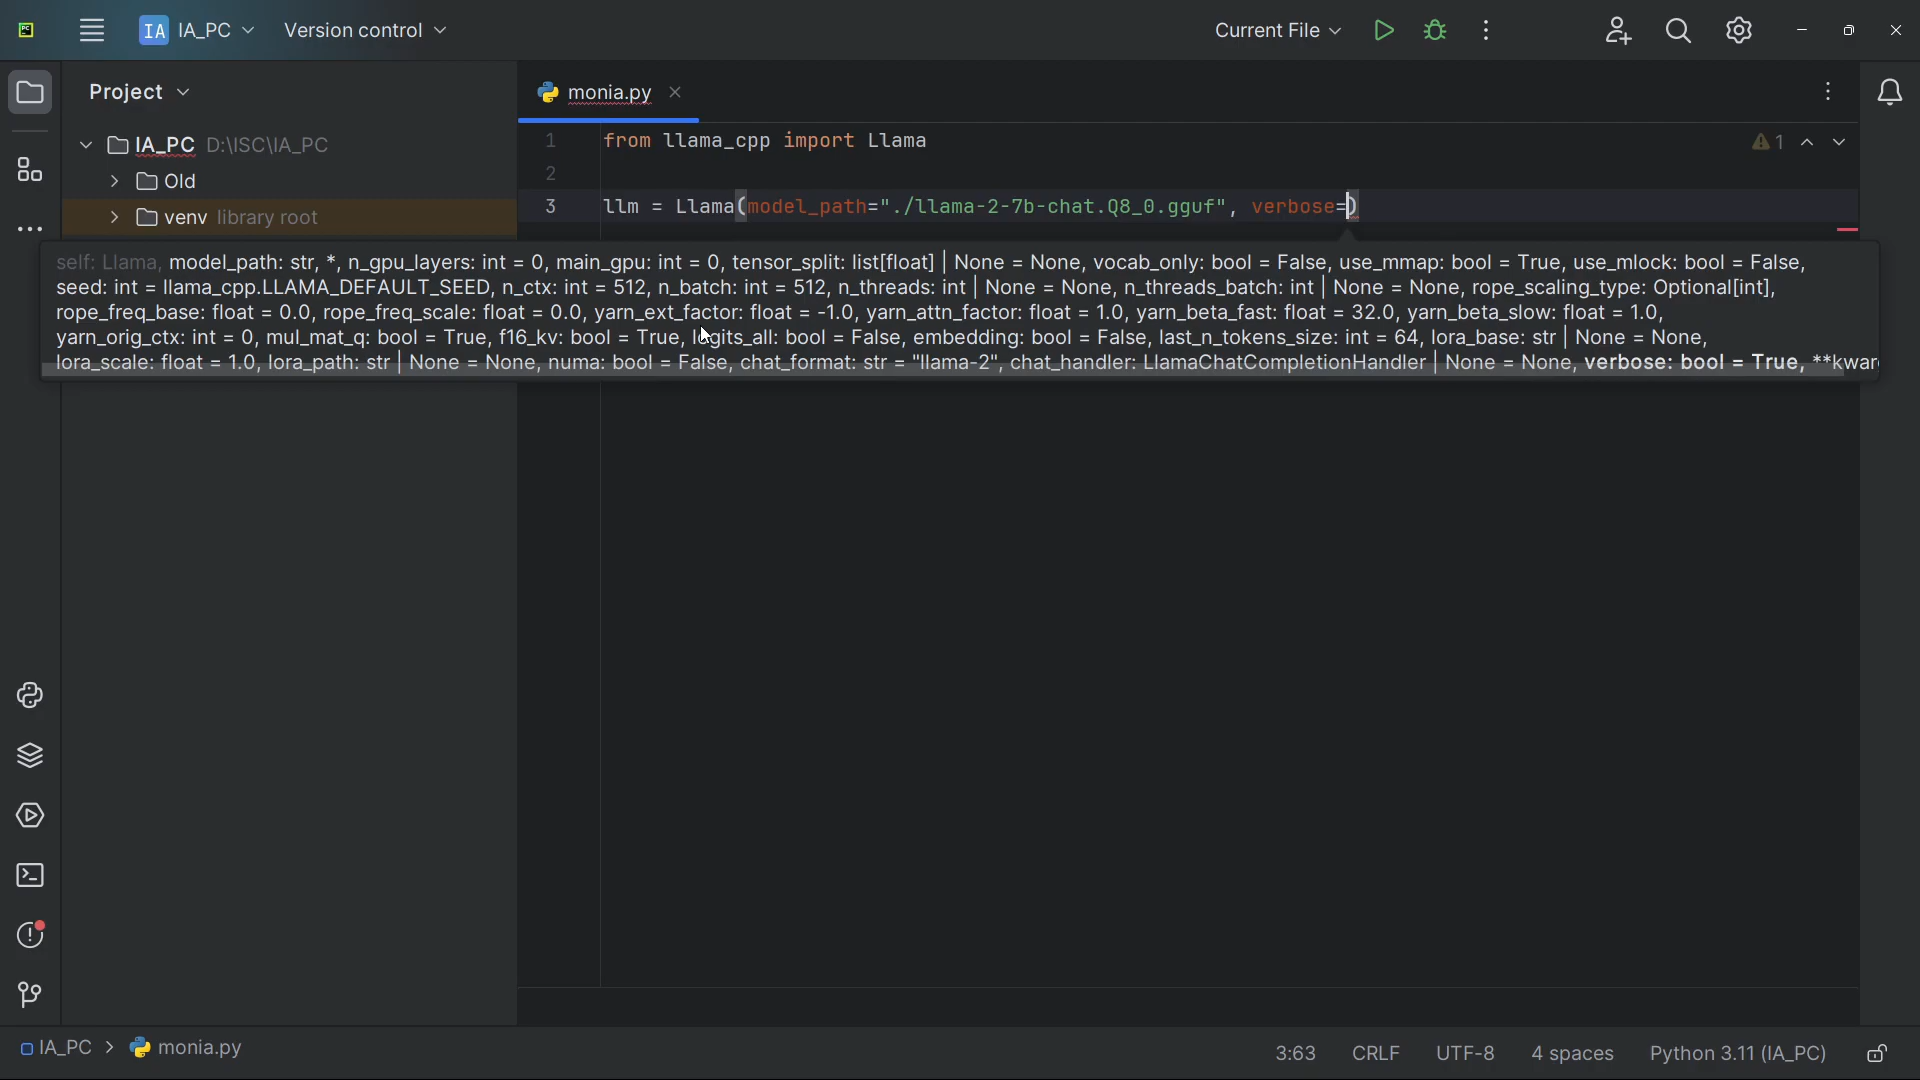 PC
IA IA_PC Version control Current File
Project monia.py
IA_PC D:\ISC\IA_PC
Old
venv library root
1 from llama_cpp import Llama 1
2
3 llm = Llama(model_path="./llama-2-7b-chat.Q8_0.gguf", verbose=)
self: Llama, model_path: str, *, n_gpu_layers: int = 0, main_gpu: int = 0, tensor_split: list[float] | None = None, vocab_only: bool = False, use_mmap: bool = True, use_mlock: bool = False,
seed: int = llama_cpp.LLAMA_DEFAULT_SEED, n_ctx: int = 512, n_batch: int = 512, n_threads: int | None = None, n_threads_batch: int | None = None, rope_scaling_type: Optional[int],
rope_freq_base: float = 0.0, rope_freq_scale: float = 0.0, yarn_ext_factor: float = -1.0, yarn_attn_factor: float = 1.0, yarn_beta_fast: float = 32.0, yarn_beta_slow: float = 1.0,
yarn_orig_ctx: int = 0, mul_mat_q: bool = True, f16_kv: bool = True, logits_all: bool = False, embedding: bool = False, last_n_tokens_size: int = 64, lora_base: str | None = None,
lora_scale: float = 1.0, lora_path: str | None = None, numa: bool = False, chat_format: str = "llama-2", chat_handler: LlamaChatCompletionHandler | None = None, verbose: bool = True, **kwar
IA_PC > monia.py 3:63 CRLF UTF-8 4 spaces Python 3.11 (IA_PC)